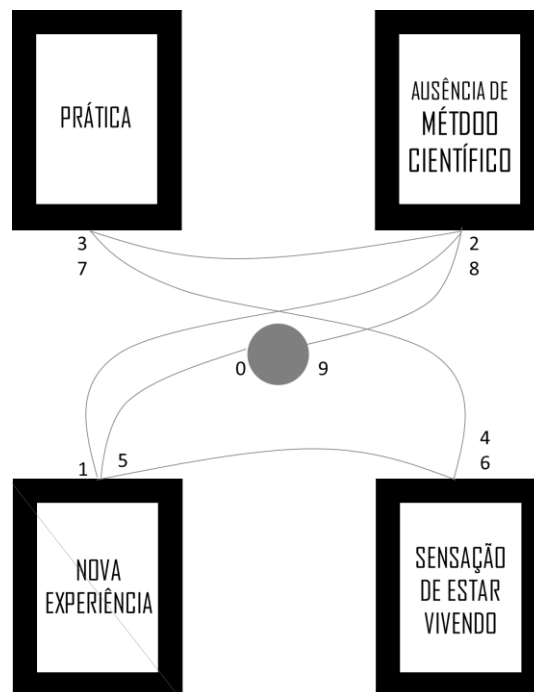 PRÁTICA
AUSÊNCIA DE
MÉTDOO
CIENTÍFICO
3
7
2
8
0
9
1
5
4
6
NOVA
EXPERIÊNCIA
SENSAÇÃO
DE ESTAR
VIVENDO